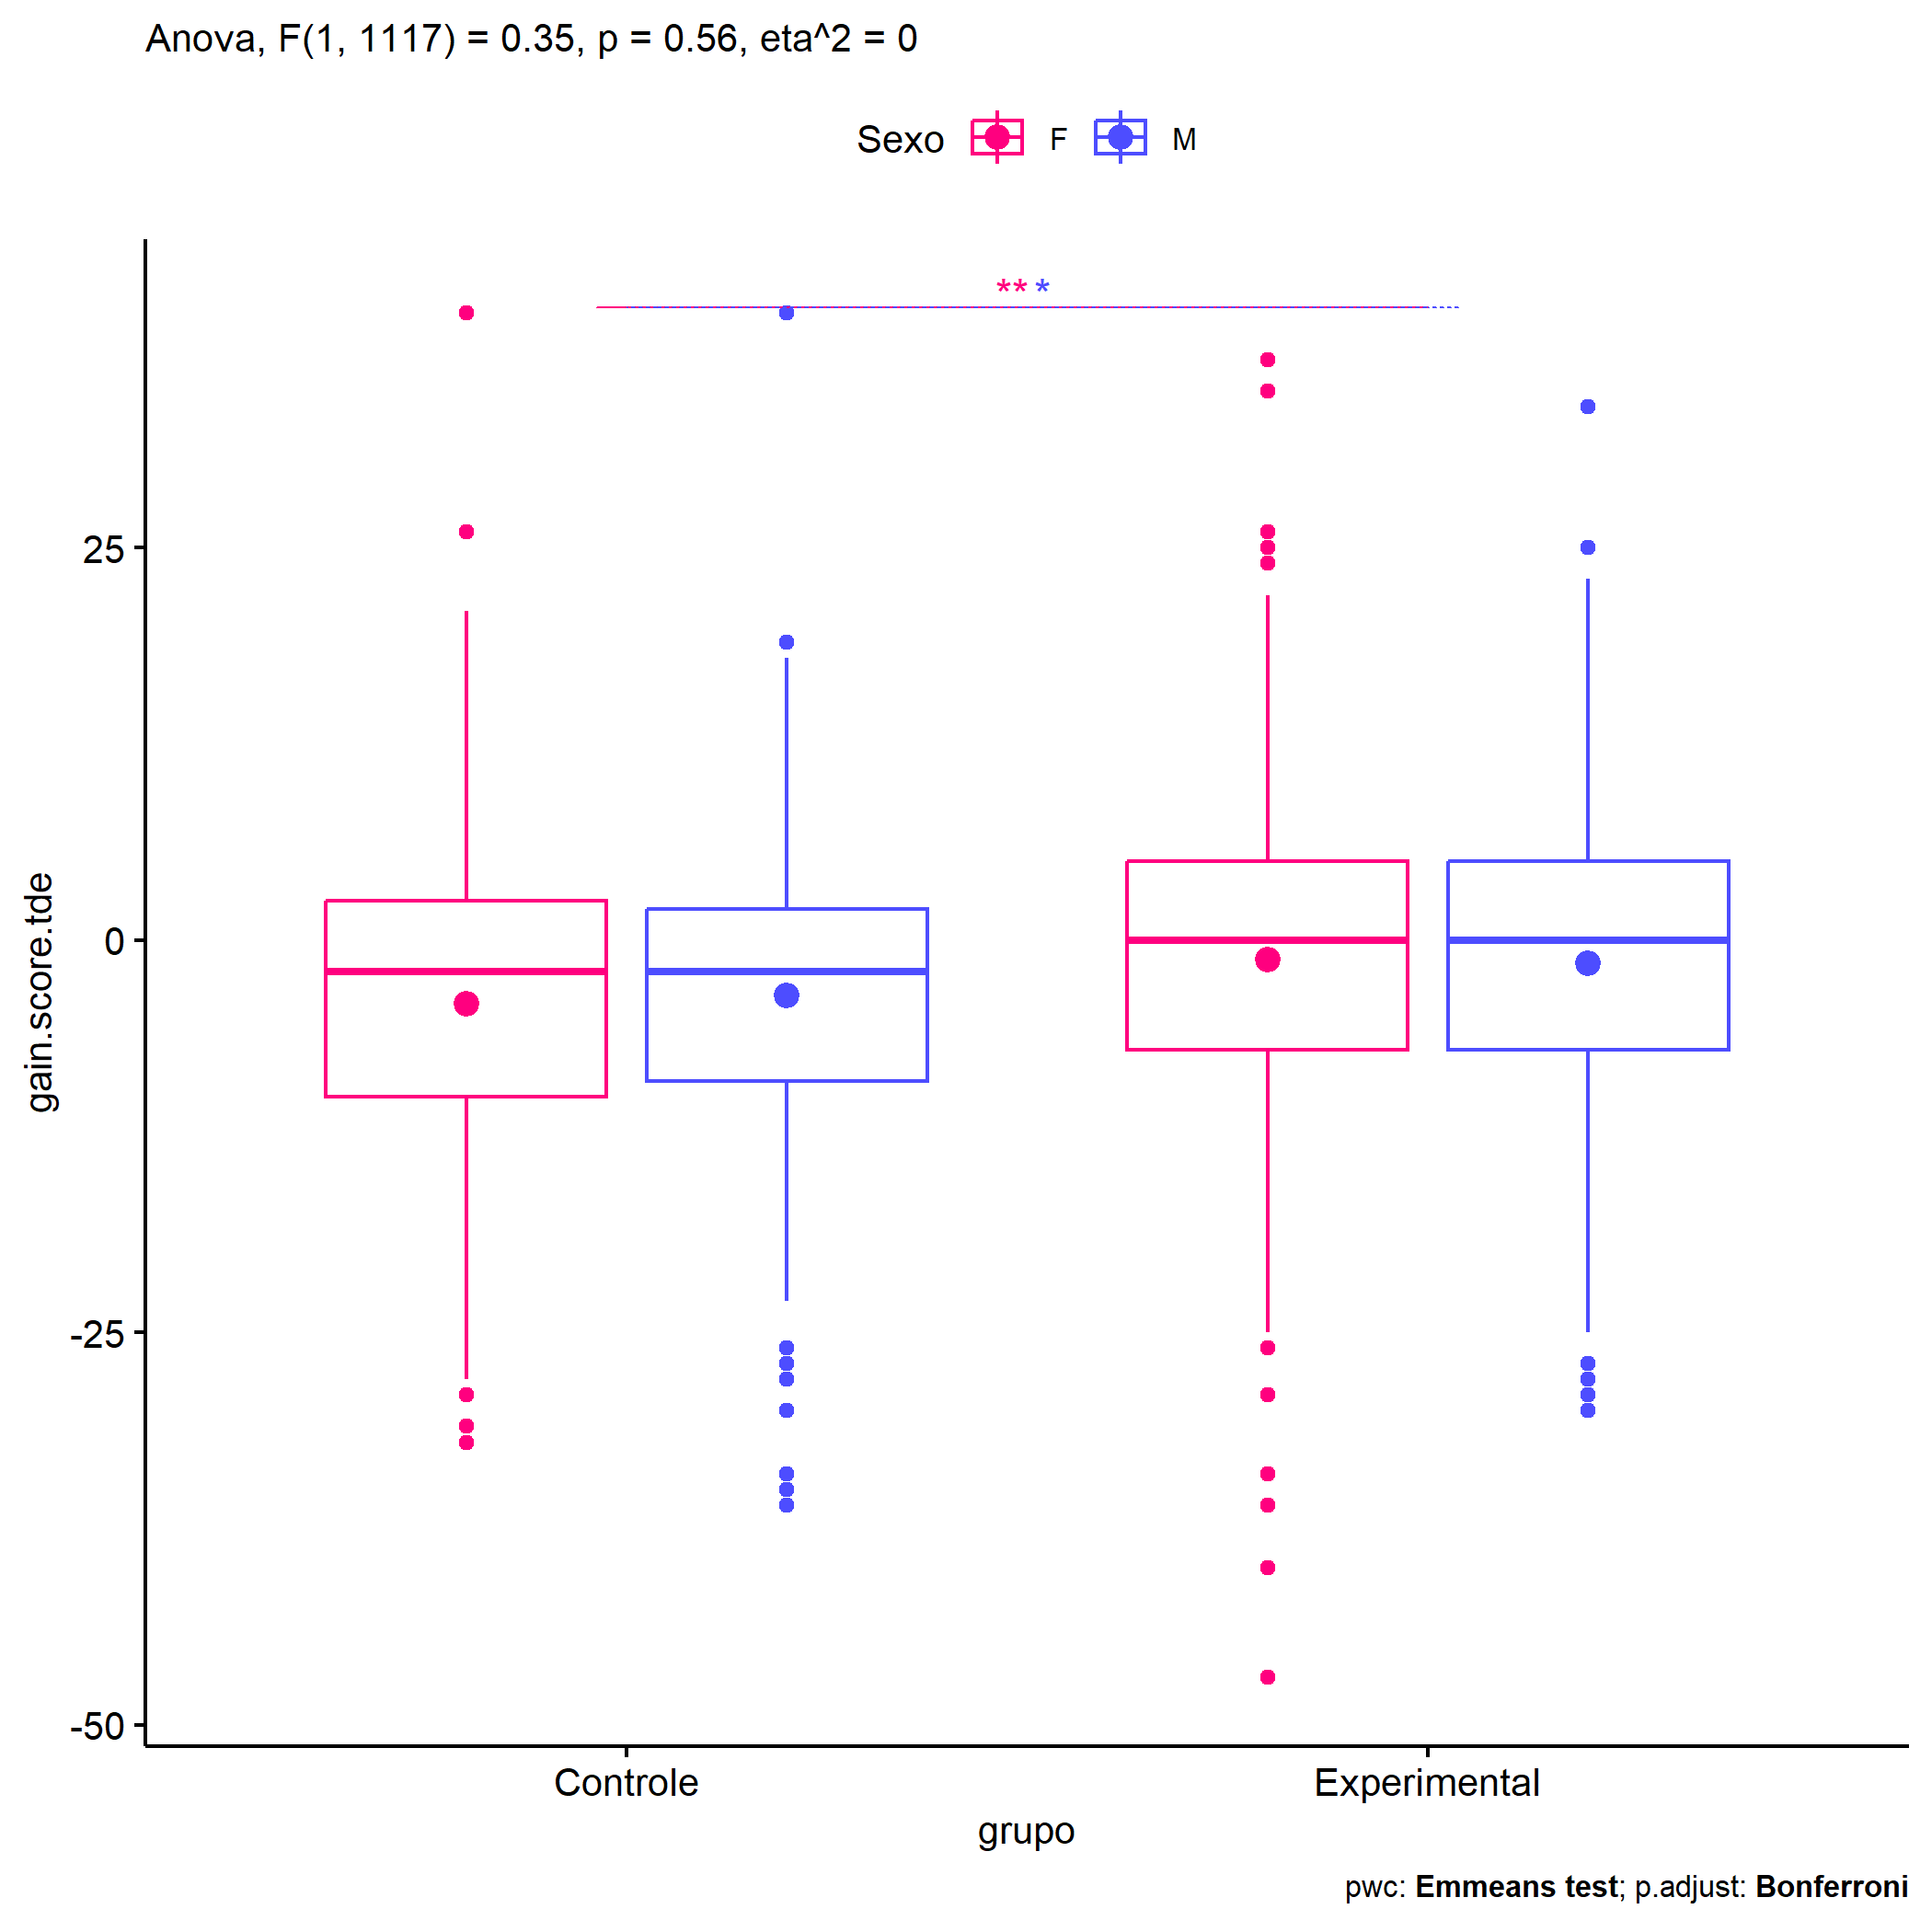 Anova, F(1, 1117) = 0.35, p = 0.56, eta^2 = 0
Sexo F M
** *
25
0
-25
-50
gain.score.tde
Controle Experimental
grupo
pwc: Emmeans test; p.adjust: Bonferroni